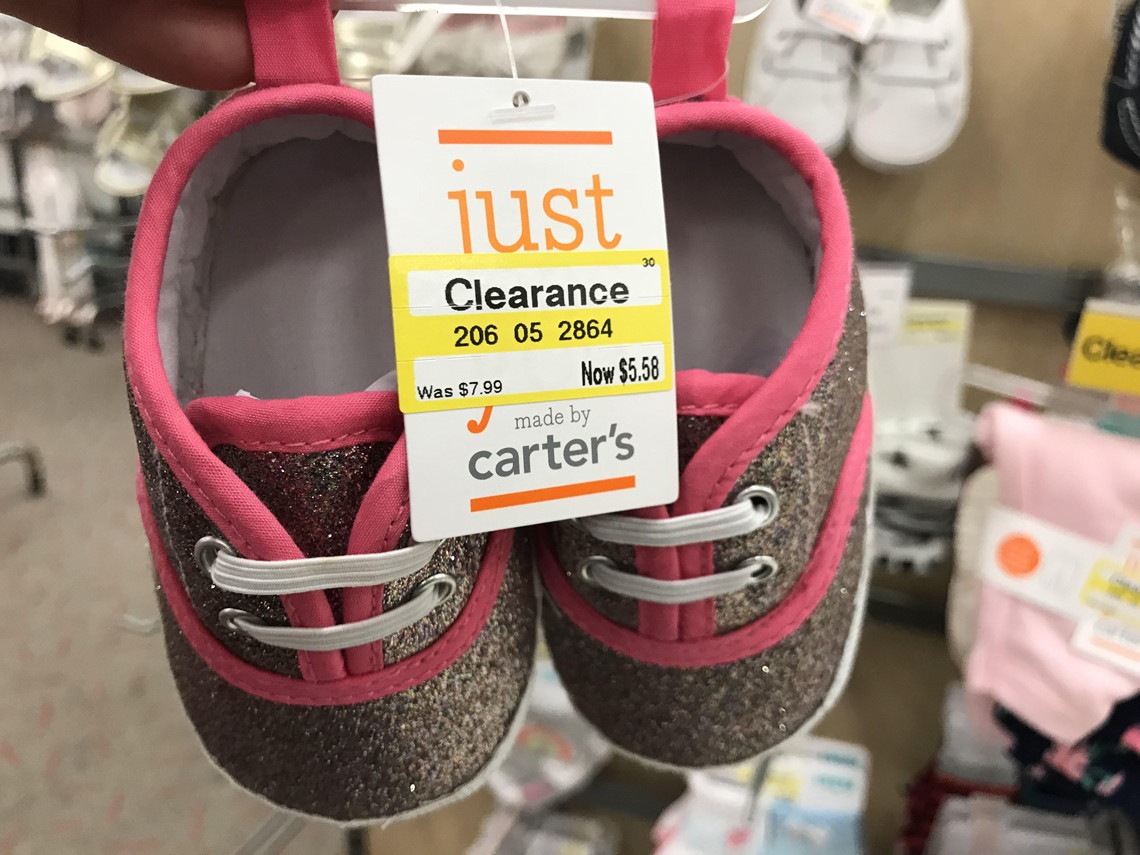 just
30
Clearance
206 05 2864
Was $7.99
Now $5.58
y
made by
carter's